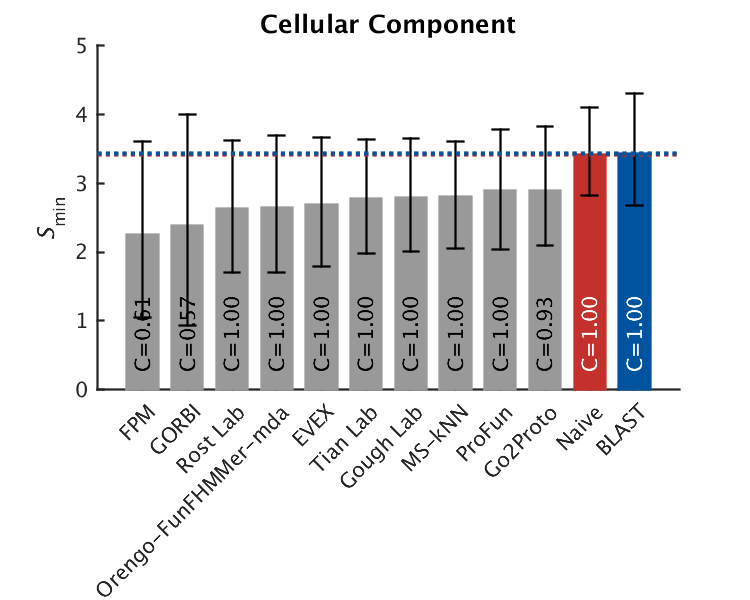 Cellular Component
S min
5
4
3
2
1
0
C=0.61
C=0.57
C=1.00
C=1.00
C=1.00
C=1.00
C=1.00
C=1.00
C=1.00
C=0.93
C=1.00
C=1.00
FPM
GORBI
Rost Lab
Orengo-FunFHMMer-mda
EVEX
Tian Lab
Gough Lab
MS-kNN
ProFun
Go2Proto
Naive
BLAST